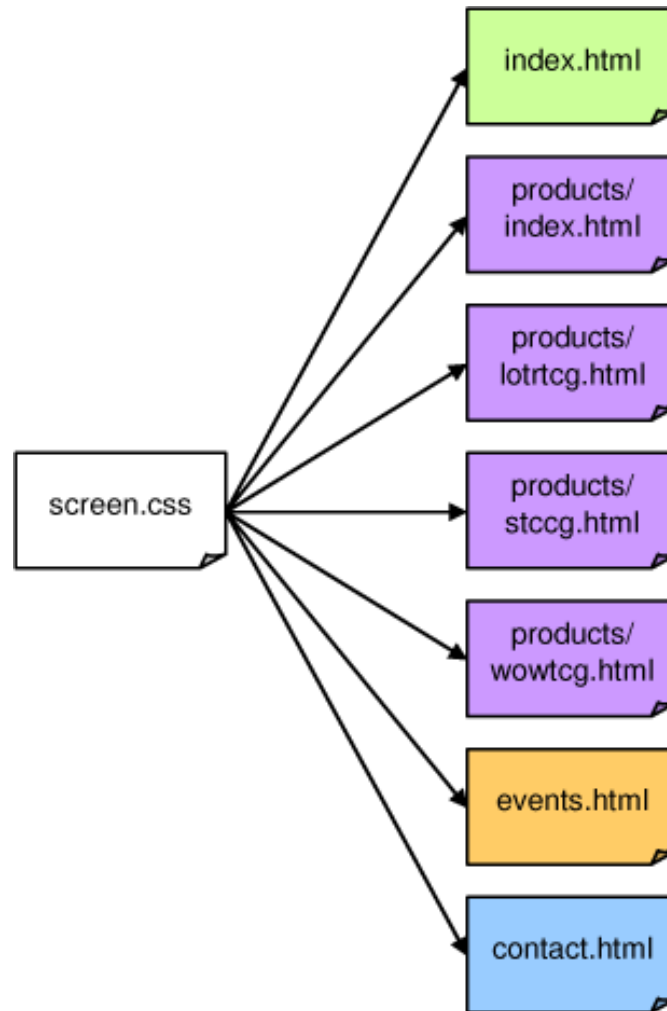 index.html
products/
index.html
products/
lotrtcg.html
products/
stccg.html
screen.css
products/
wowtcg.html
events.html
contact.html